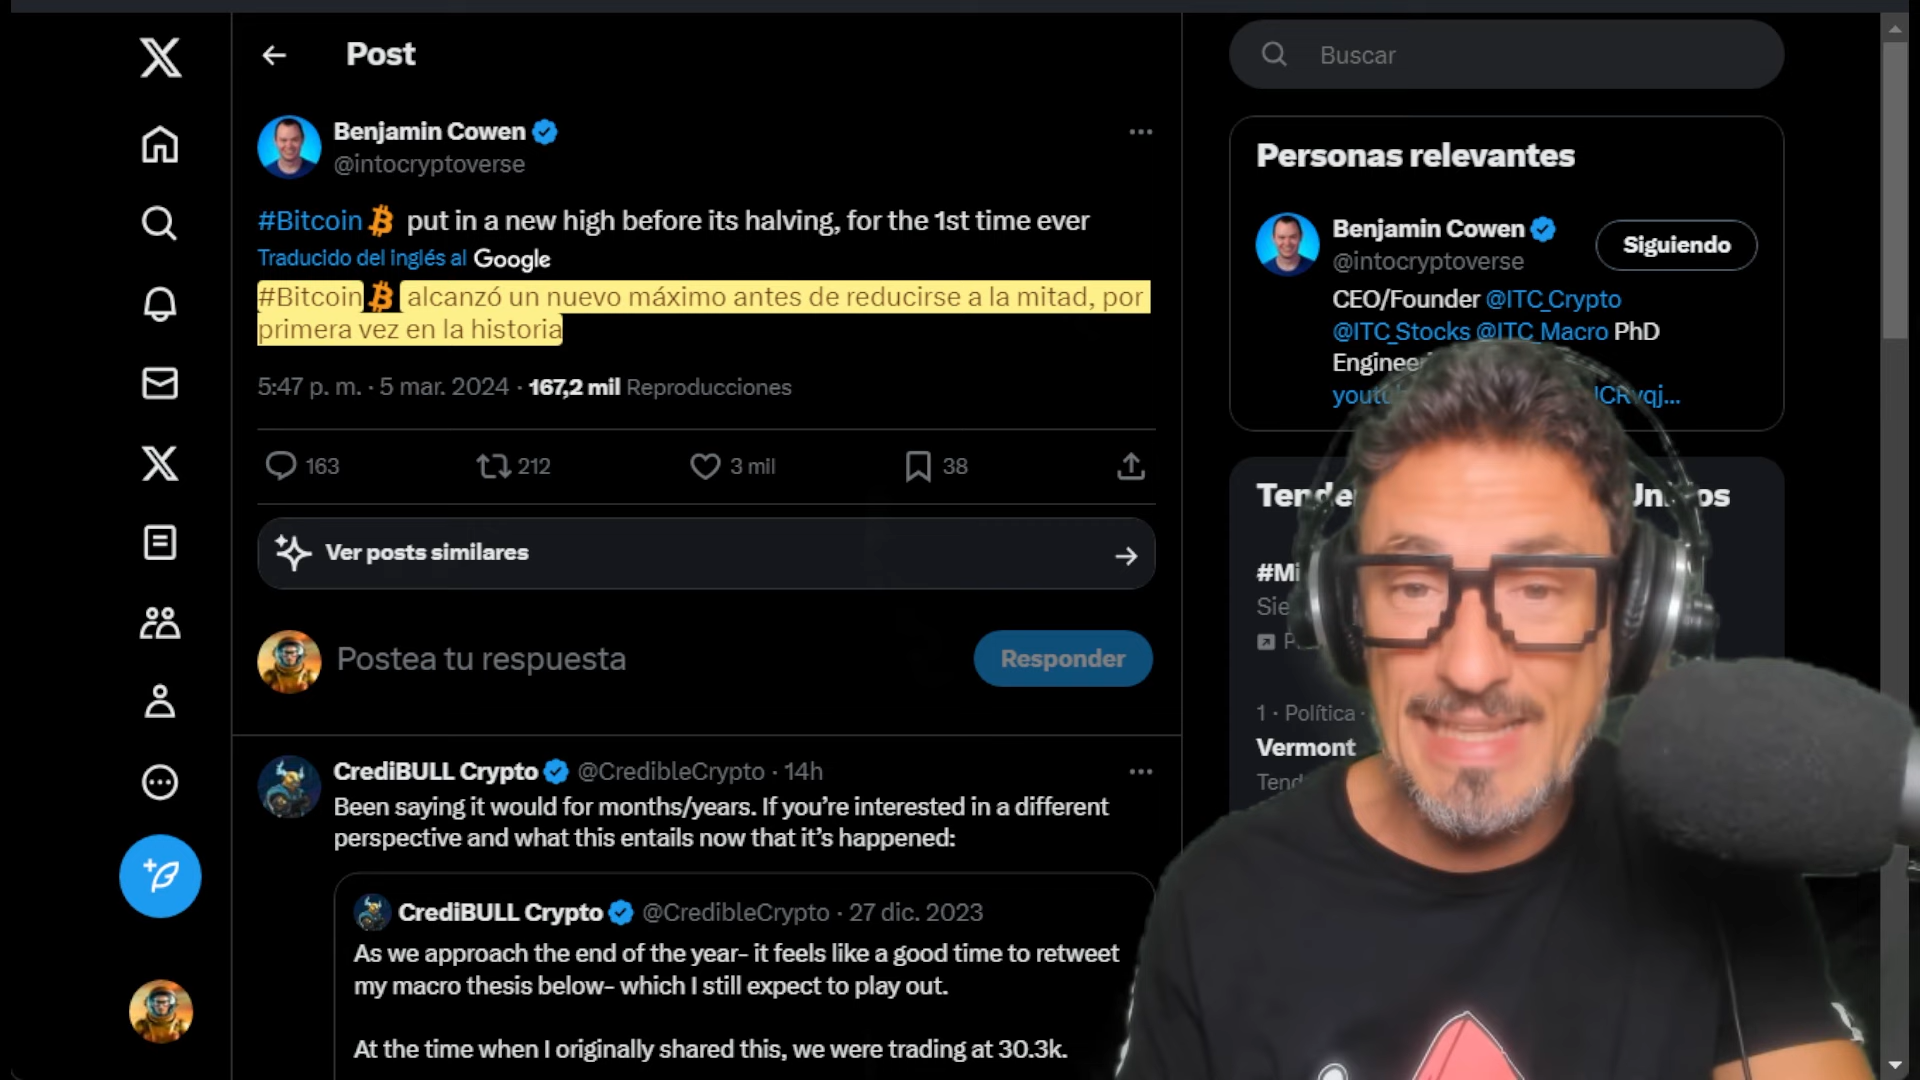 Post
Buscar
Benjamin Cowen
@intocryptoverse
#Bitcoin put in a new high before its halving, for the 1st time ever
Traducido del inglés al Google
#Bitcoin alcanzó un nuevo máximo antes de reducirse a la mitad, por
primera vez en la historia
5:47 p. m. · 5 mar. 2024 · 167,2 mil Reproducciones
163 212 3 mil 38
Ver posts similares
Postea tu respuesta
Responder
CrediBULL Crypto @CredibleCrypto · 14h
Been saying it would for months/years. If you're interested in a different
perspective and what this entails now that it's happened:
CrediBULL Crypto @CredibleCrypto · 27 dic. 2023
As we approach the end of the year- it feels like a good time to retweet
my macro thesis below- which I still expect to play out.
At the time when I originally shared this, we were trading at 30.3k.
Personas relevantes
Benjamin Cowen
@intocryptoverse
Siguiendo
CEO/Founder @ITC_Crypto
@ITC_Stocks @ITC_Macro PhD
1 · Política ·
Vermont